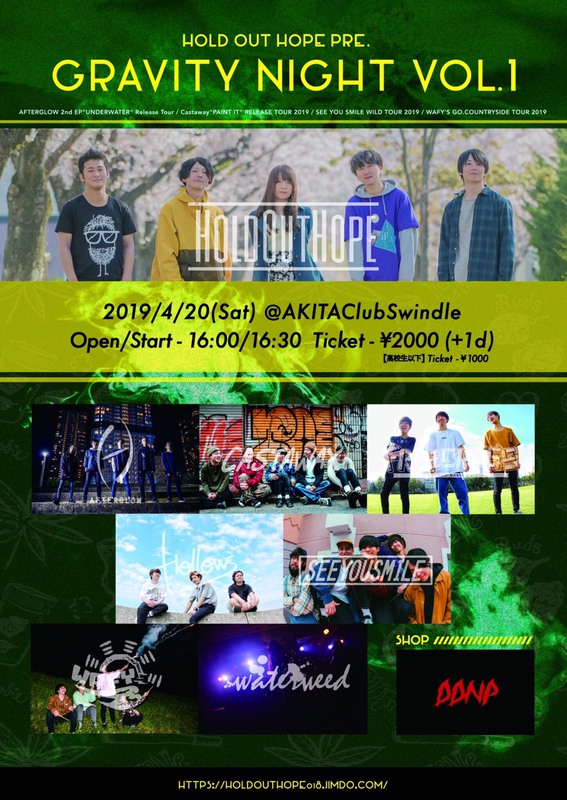 HOLD OUT HOPE PRE.
GRAVITY NIGHT VOL.1
AFTERGLOW 2nd EP"UNDERWATER" Release Tour / Castaway"PAINT IT" RELEASE TOUR 2019 / SEE YOU SMILE WILD TOUR 2019 / WAFY'S GO.COUNTRYSIDE TOUR 2019
HOLDOUTHOPE
2019/4/20(Sat) @AKITAClubSwindle
Open/Start - 16:00/16:30 Ticket - ¥2000 (+1d)
【高校生以下】Ticket - ¥1000
AFTERGLOW
CASTAWAY
Hollows
SEEYOUSMILE
WAFY
waterweed
SHOP
DDNP
HTTPS://HOLDOUTHOPE018.JIMDO.COM/